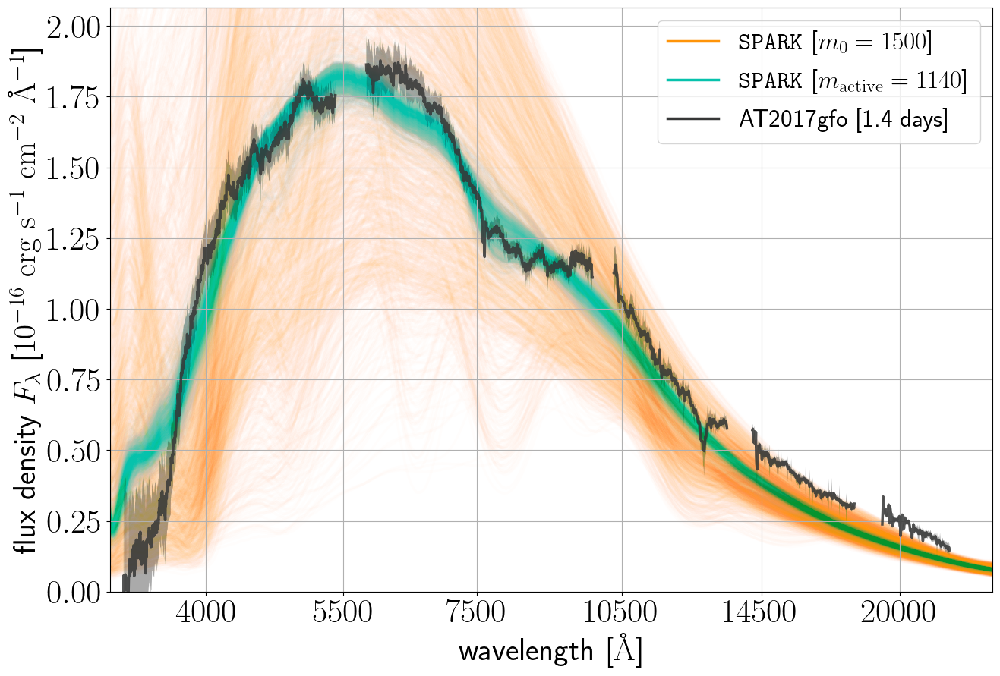 SPARK [m₀ = 1500]
SPARK [m_active = 1140]
AT2017gfo [1.4 days]
flux density F_λ [10⁻¹⁶ erg s⁻¹ cm⁻² Å⁻¹]
2.00
1.75
1.50
1.25
1.00
0.75
0.50
0.25
0.00
4000 5500 7500 10500 14500 20000
wavelength [Å]